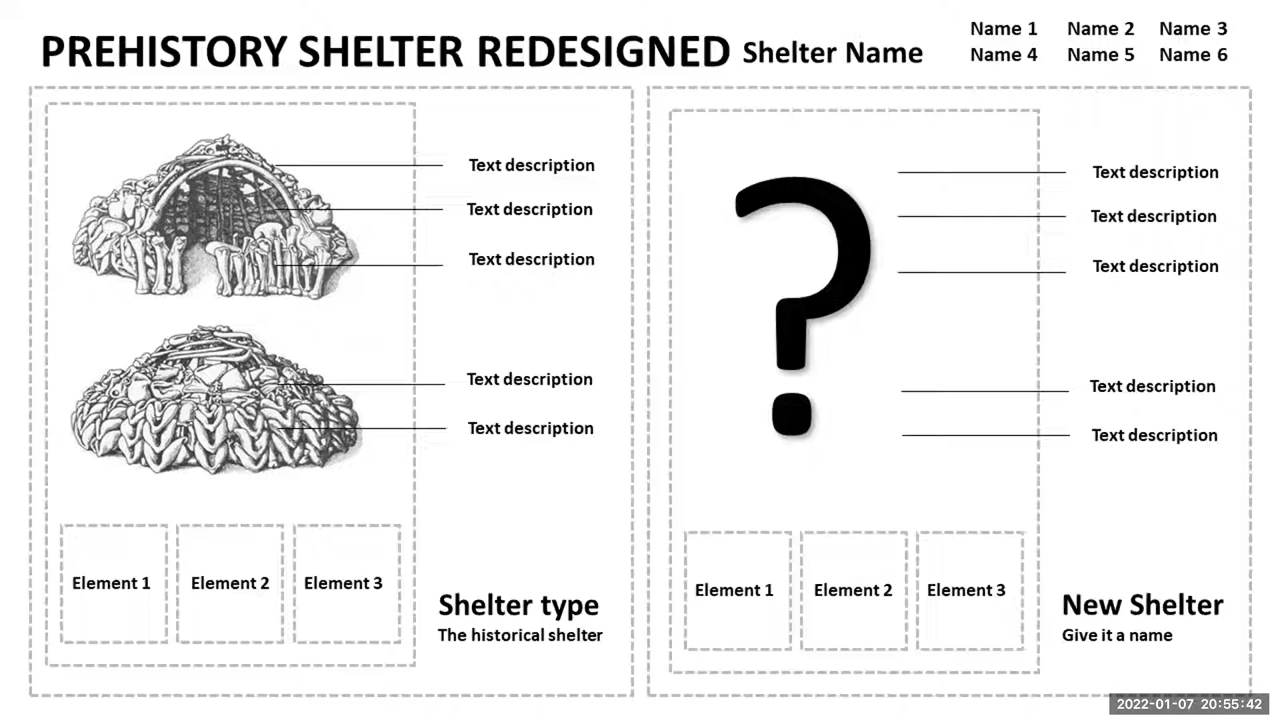 PREHISTORY SHELTER REDESIGNED Shelter Name
Name 1 Name 2 Name 3
Name 4 Name 5 Name 6
Text description
Text description
Text description
Text description
Text description
Element 1 Element 2 Element 3
Shelter type
The historical shelter
Text description
Text description
Text description
Text description
Text description
Element 1 Element 2 Element 3
New Shelter
Give it a name
?
2022-01-07 20:55:42